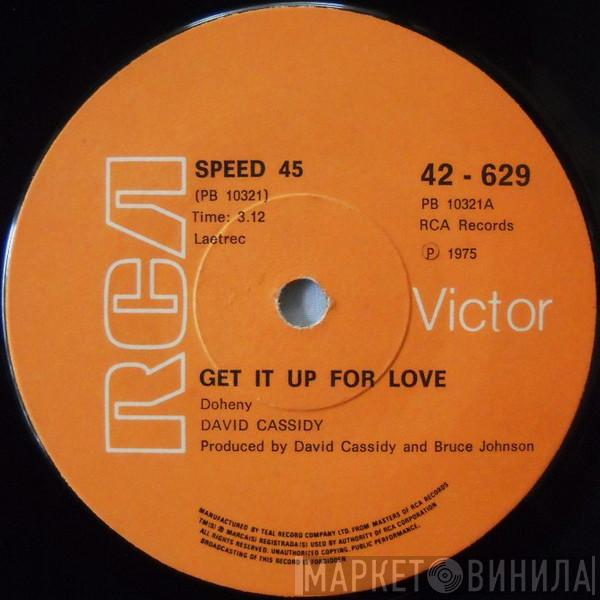 RCA
SPEED 45
(PB 10321)
Time: 3.12
Laetrec
42 - 629
PB 10321A
RCA Records
Ⓟ 1975
Victor
GET IT UP FOR LOVE
Doheny
DAVID CASSIDY
Produced by David Cassidy and Bruce Johnson
MANUFACTURED BY TEAL RECORD COMPANY LTD. FROM MASTERS OF RCA RECORDS
TM(S) ® MARCA(S) REGISTRADA(S) USED BY AUTHORITY OF RCA CORPORATION
ALL RIGHTS RESERVED. UNAUTHORIZED COPYING, PUBLIC PERFORMANCE,
BROADCASTING OF THIS RECORD IS FORBIDDEN
МАРКЕТ ВИНИЛА